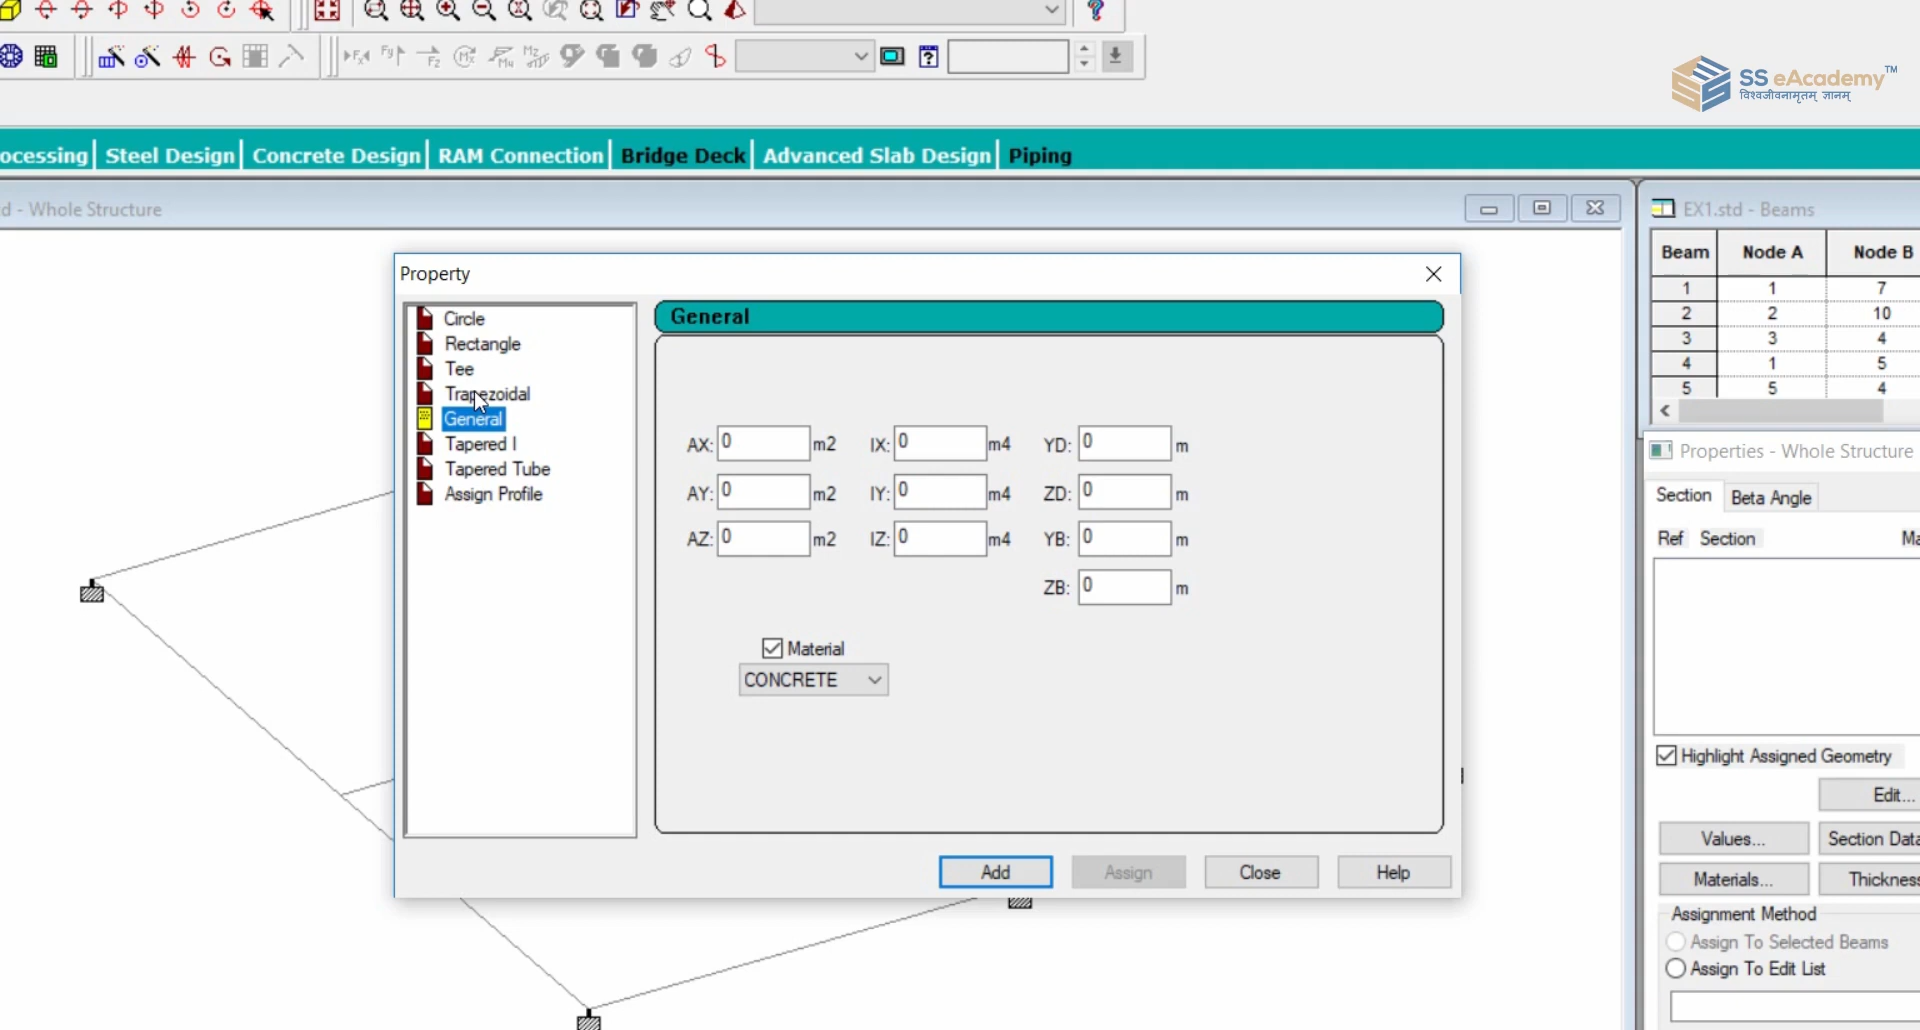 SS eAcademy™
विश्वजीवनामृतम् ज्ञानम्
ocessing Steel Design Concrete Design RAM Connection Bridge Deck Advanced Slab Design Piping
d - Whole Structure
EX1.std - Beams
Beam Node A Node B
1 1 7
2 2 10
3 3 4
4 1 5
5 5 4
Property
Circle
Rectangle
Tee
Trapezoidal
General
Tapered I
Tapered Tube
Assign Profile
General
AX: 0 m2 IX: 0 m4 YD: 0 m
AY: 0 m2 IY: 0 m4 ZD: 0 m
AZ: 0 m2 IZ: 0 m4 YB: 0 m
ZB: 0 m
Material
CONCRETE
Add Assign Close Help
Properties - Whole Structure
Section Beta Angle
Ref Section Ma
Highlight Assigned Geometry
Edit...
Values... Section Data
Materials... Thickness
Assignment Method
Assign To Selected Beams
Assign To Edit List